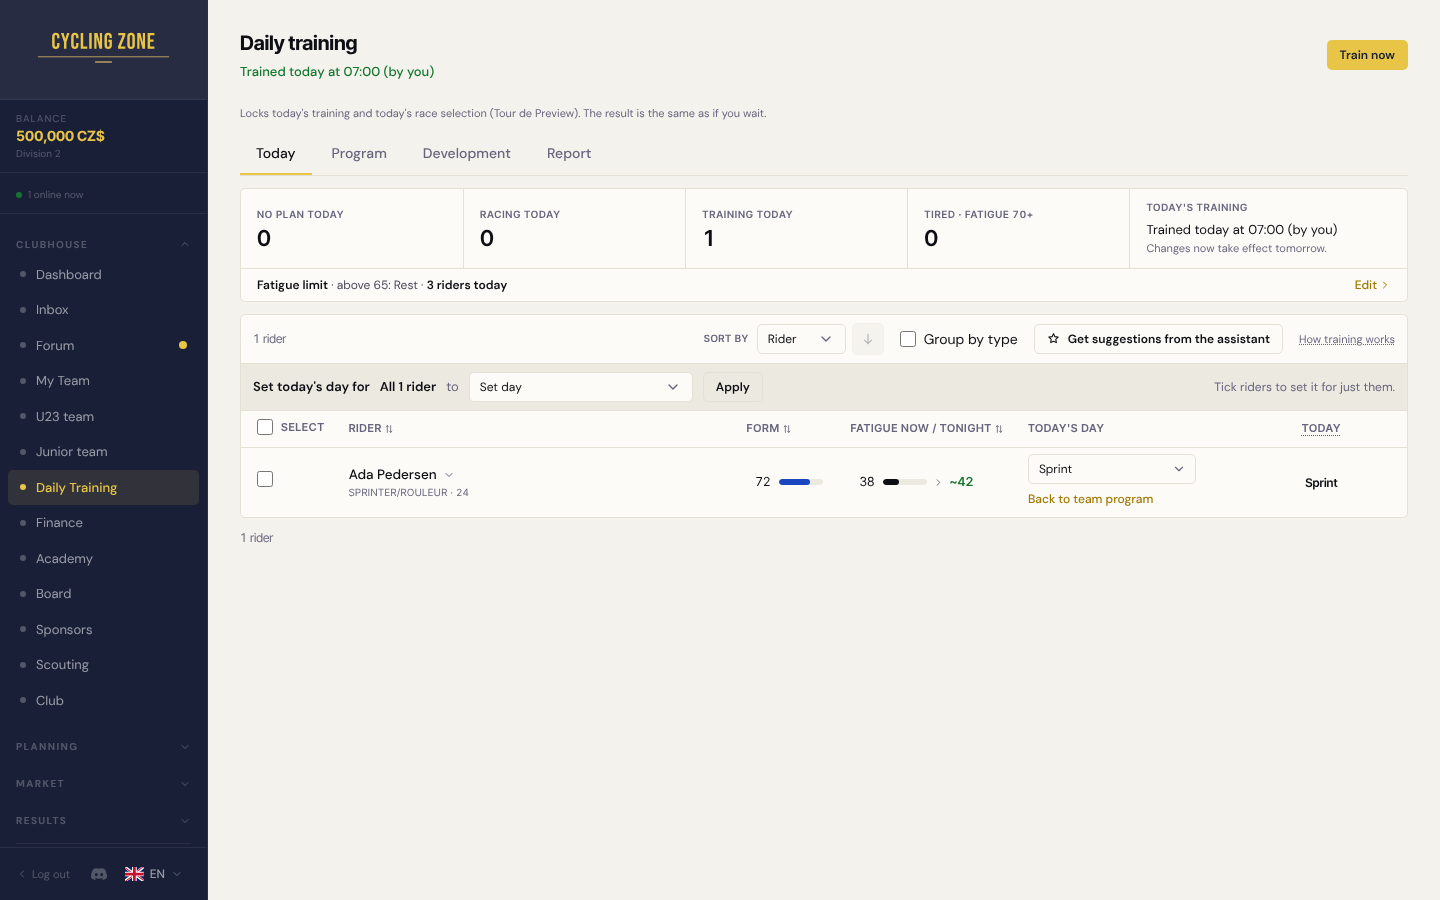 CYCLING ZONE
BALANCE
500,000 CZ$
Division 2
1 online now
CLUBHOUSE
Dashboard
Inbox
Forum
My Team
U23 team
Junior team
Daily Training
Finance
Academy
Board
Sponsors
Scouting
Club
PLANNING
MARKET
RESULTS
Log out
EN
Daily training
Trained today at 07:00 (by you)
Train now
Locks today's training and today's race selection (Tour de Preview). The result is the same as if you wait.
Today Program Development Report
NO PLAN TODAY
0
RACING TODAY
0
TRAINING TODAY
1
TIRED · FATIGUE 70+
0
TODAY'S TRAINING
Trained today at 07:00 (by you)
Changes now take effect tomorrow.
Fatigue limit · above 65: Rest · 3 riders today
Edit
1 rider
SORT BY Rider
Group by type
Get suggestions from the assistant
How training works
Set today's day for All 1 rider to Set day Apply
Tick riders to set it for just them.
SELECT RIDER FORM FATIGUE NOW / TONIGHT TODAY'S DAY TODAY
Ada Pedersen
SPRINTER/ROULEUR · 24
72
38 › ~42
Sprint
Back to team program
Sprint
1 rider